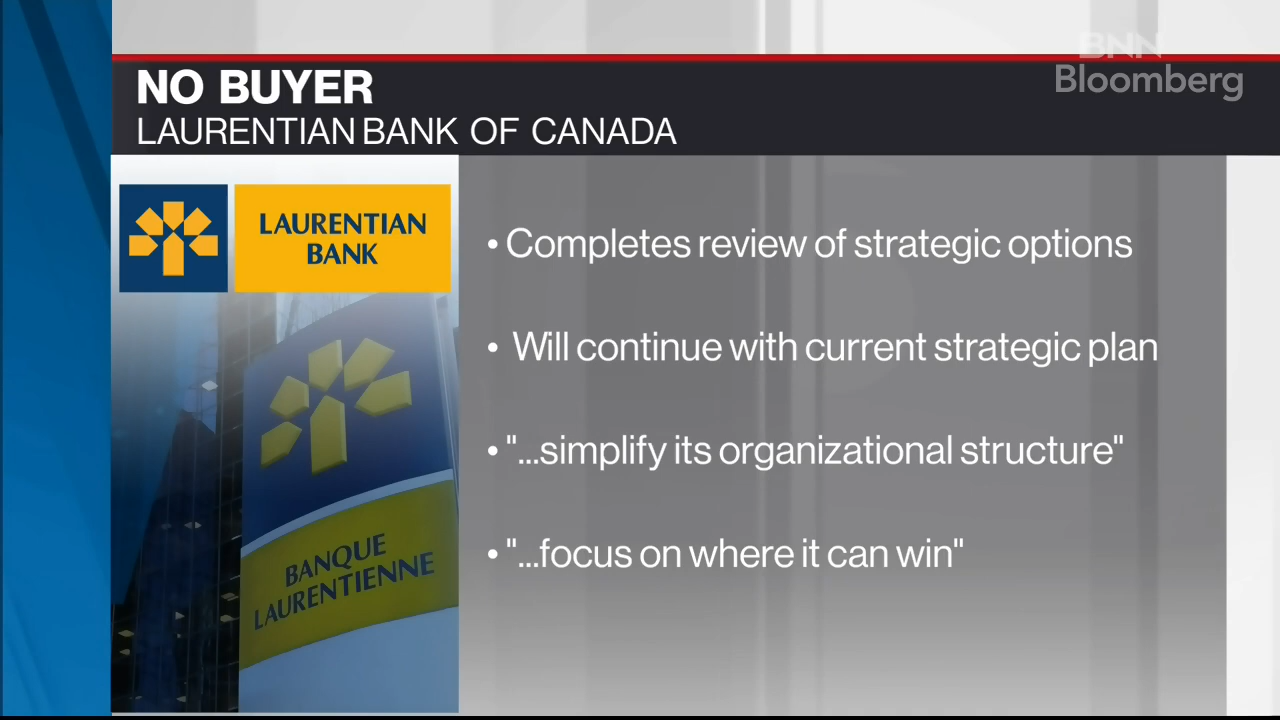 BNN
Bloomberg
NO BUYER
LAURENTIAN BANK OF CANADA
LAURENTIAN
BANK
• Completes review of strategic options
• Will continue with current strategic plan
• "...simplify its organizational structure"
• "...focus on where it can win"
BANQUE
LAURENTIENNE